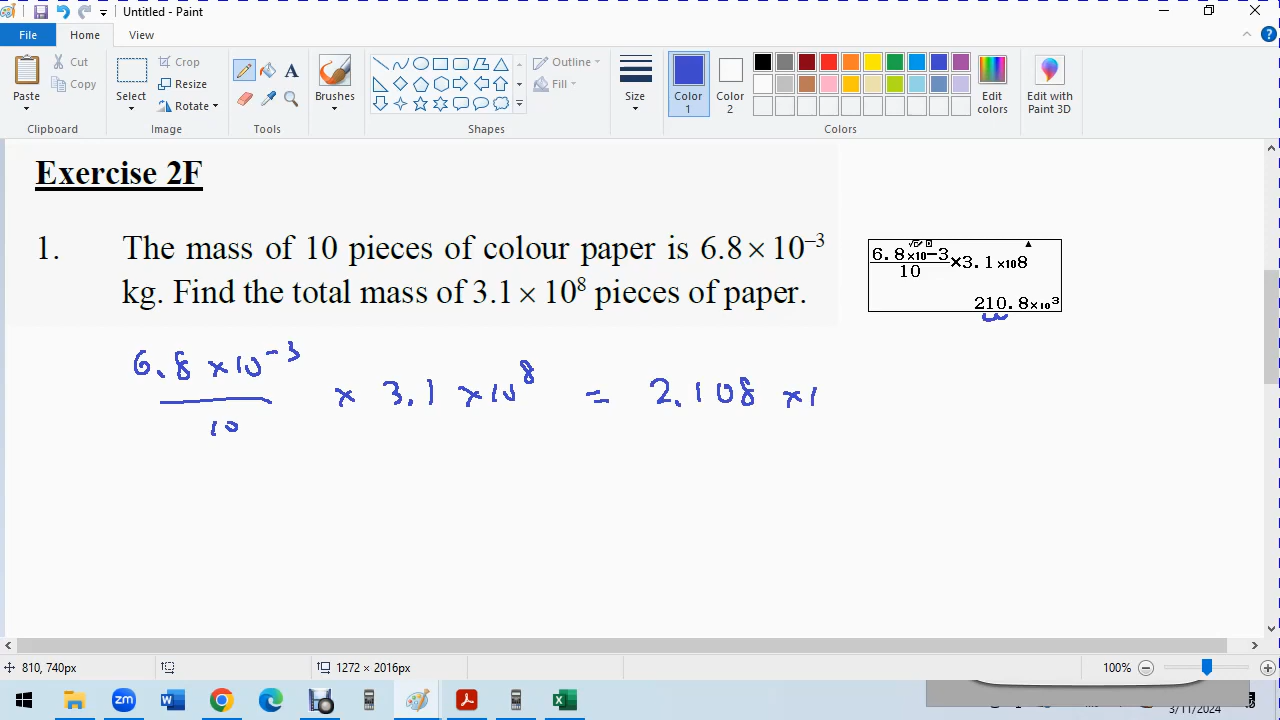 Untitled - Paint
File Home View
Paste
Cut
Copy
Clipboard
Select
Crop
Resize
Rotate
Image
Tools
Brushes
Shapes
Outline
Fill
Size
Color 1
Color 2
Edit colors
Colors
Edit with Paint 3D
Exercise 2F
1. The mass of 10 pieces of colour paper is 6.8 × 10⁻³
kg. Find the total mass of 3.1 × 10⁸ pieces of paper.
6.8×10-3
10
×3.1×108
210.8×10³
6.8 ×10⁻³
10
× 3.1 ×10⁸ = 2.108 ×1
810, 740px
1272 × 2016px
100%
3/11/2024